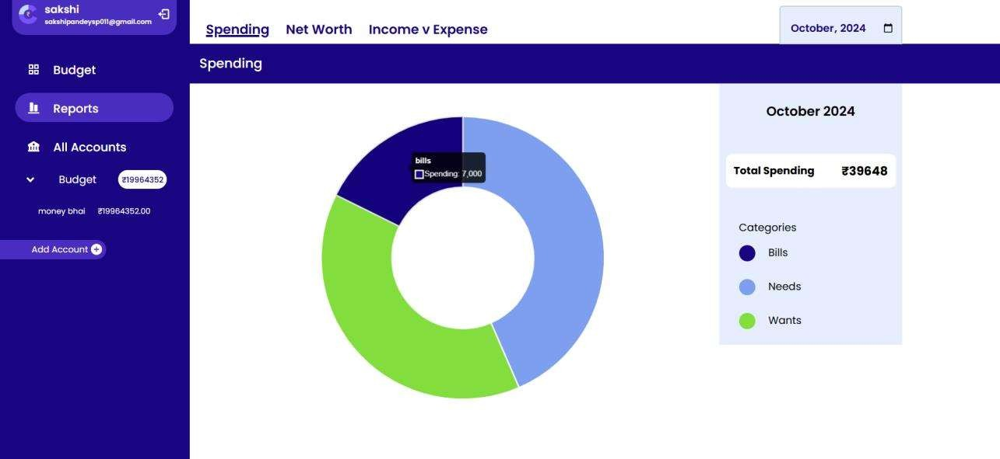 sakshi
sakshipandeysp011@gmail.com
Budget
Reports
All Accounts
Budget ₹19964352
money bhai ₹19964352.00
Add Account
Spending Net Worth Income v Expense
October, 2024
Spending
bills
Spending: 7,000
October 2024
Total Spending ₹39648
Categories
Bills
Needs
Wants